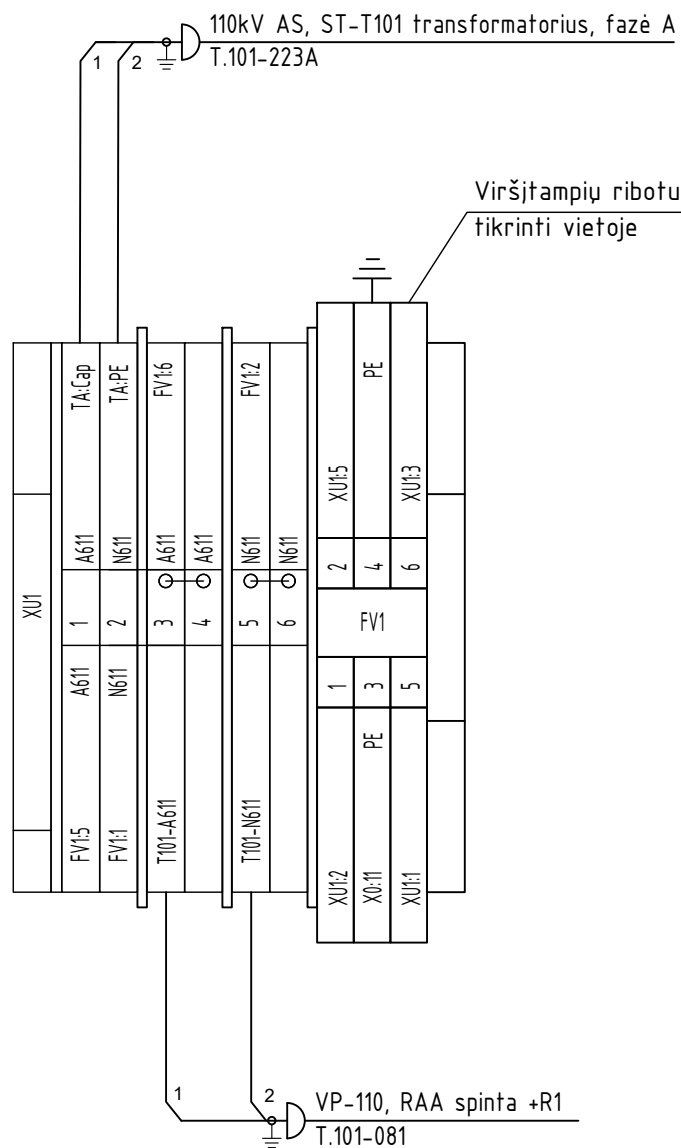 110kV AS, ST-T101 transformatorius, fazė A
1
2
T.101-223A
Viršįtampių ribotu
tikrinti vietoje
XU1
TA:Cap
A611
1
A611
FV1:5
TA:PE
N611
2
N611
FV1:1
FV1:6
A611
3
T101-A611
A611
4
FV1:2
N611
5
T101-N611
N611
6
XU1:5
2
PE
4
XU1:3
6
FV1
1
XU1:2
3
PE
X0:11
5
XU1:1
1
2
VP-110, RAA spinta +R1
T.101-081